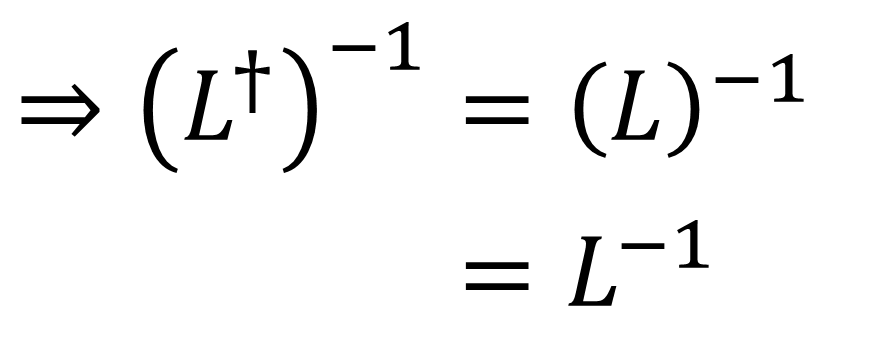 ⇒ (L†)⁻¹ = (L)⁻¹
= L⁻¹